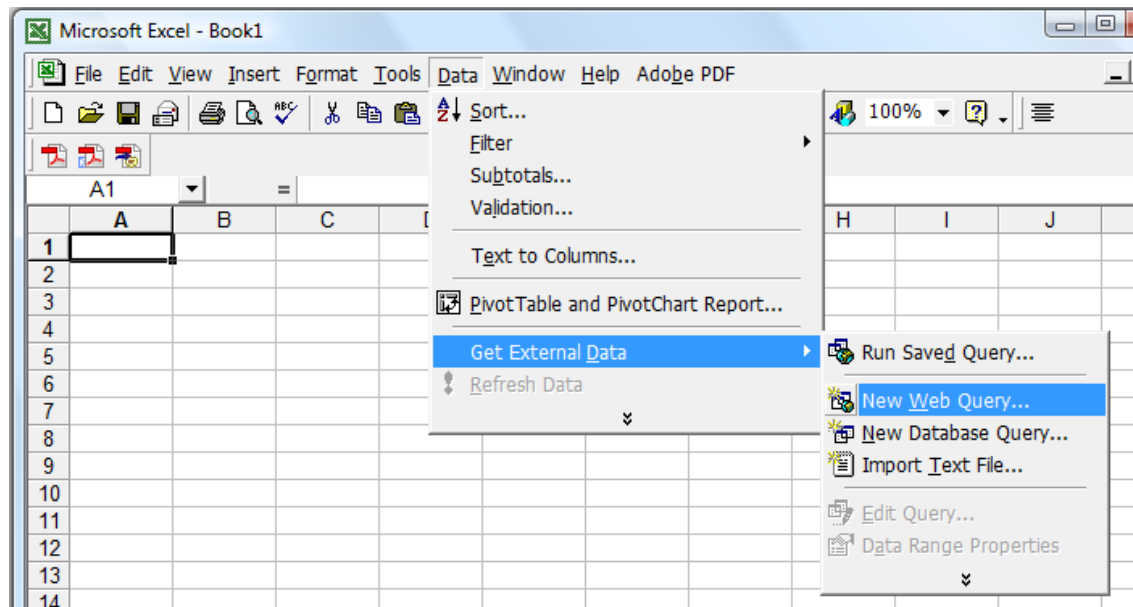 Microsoft Excel - Book1
File Edit View Insert Format Tools Data Window Help Adobe PDF
ABC
100%
A1 =
A B C H I J
1
2
3
4
5
6
7
8
9
10
11
12
13
14
Sort...
Filter
Subtotals...
Validation...
Text to Columns...
PivotTable and PivotChart Report...
Get External Data
Refresh Data
Run Saved Query...
New Web Query...
New Database Query...
Import Text File...
Edit Query...
Data Range Properties